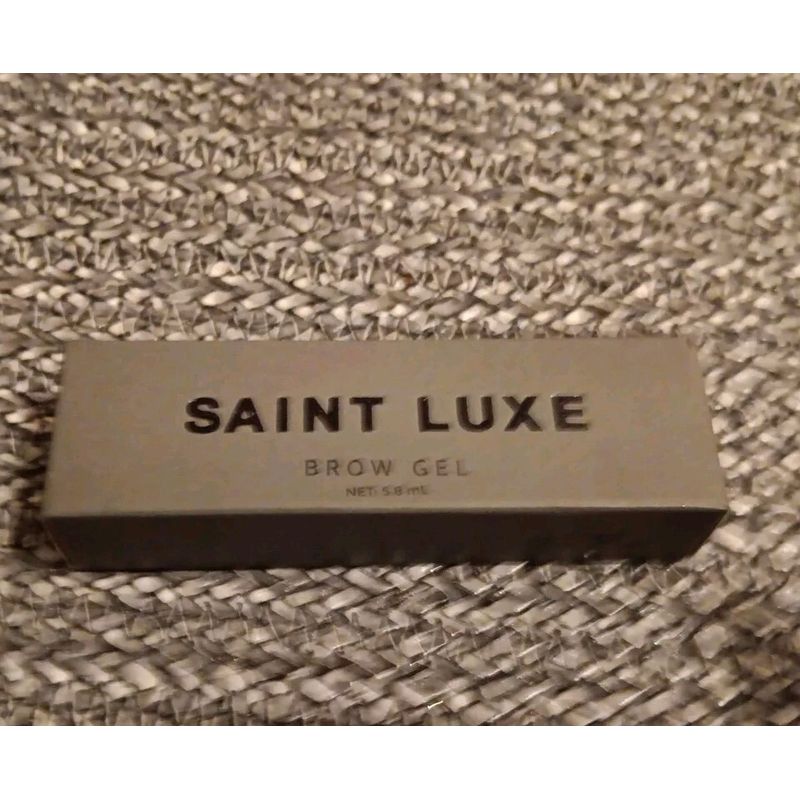 SAINT LUXE
BROW GEL
NET. 5.8 mL